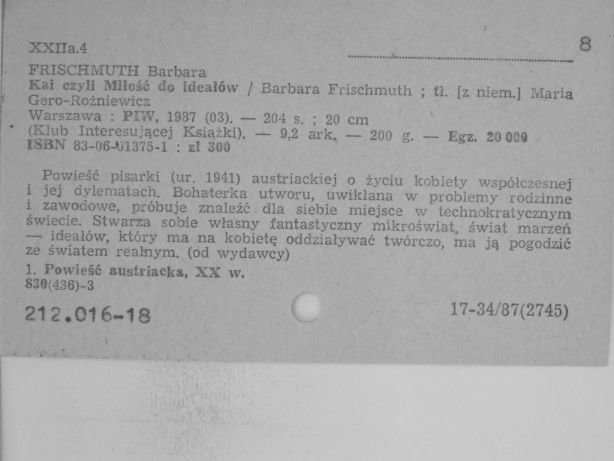 XXIIa.4
8
FRISCHMUTH Barbara
Kai czyli Miłość do ideałów / Barbara Frischmuth ; tł. [z niem.] Maria
Gero-Rożniewicz
Warszawa : PIW, 1987 (03). — 204 s. ; 20 cm
(Klub Interesującej Książki). — 9,2 ark. — 200 g. — Egz. 20 000
ISBN 83-06-01375-1 : zł 300
Powieść pisarki (ur. 1941) austriackiej o życiu kobiety współczesnej
i jej dylematach. Bohaterka utworu, uwikłana w problemy rodzinne
i zawodowe, próbuje znaleźć dla siebie miejsce w technokratycznym
świecie. Stwarza sobie własny fantastyczny mikroświat, świat marzeń
— ideałów, który ma na kobietę oddziaływać twórczo, ma ją pogodzić
ze światem realnym. (od wydawcy)
1. Powieść austriacka, XX w.
830(436)-3
212.016-18
17-34/87(2745)